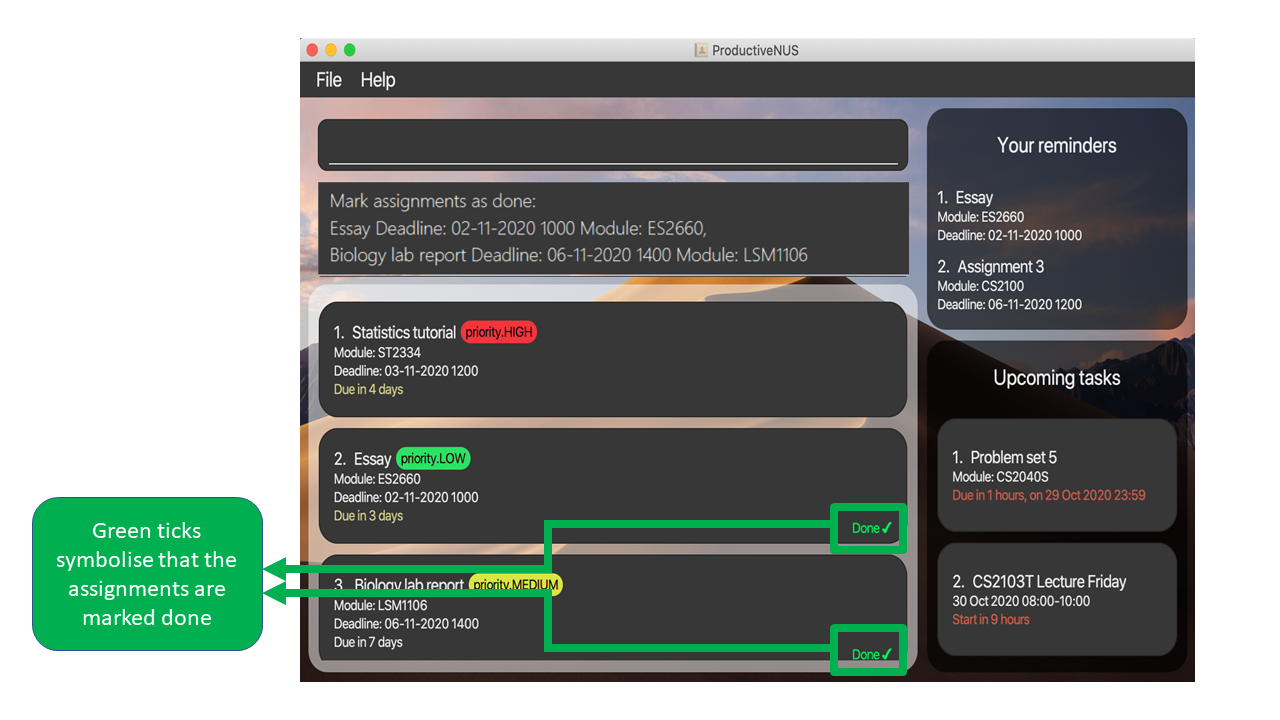 ProductiveNUS
File Help
Mark assignments as done:
Essay Deadline: 02-11-2020 1000 Module: ES2660,
Biology lab report Deadline: 06-11-2020 1400 Module: LSM1106
1. Statistics tutorial priority.HIGH
Module: ST2334
Deadline: 03-11-2020 1200
Due in 4 days
2. Essay priority.LOW
Module: ES2660
Deadline: 02-11-2020 1000
Due in 3 days
Done ✓
3. Biology lab report priority.MEDIUM
Module: LSM1106
Deadline: 06-11-2020 1400
Due in 7 days
Done ✓
Your reminders
1. Essay
Module: ES2660
Deadline: 02-11-2020 1000
2. Assignment 3
Module: CS2100
Deadline: 06-11-2020 1200
Upcoming tasks
1. Problem set 5
Module: CS2040S
Due in 1 hours, on 29 Oct 2020 23:59
2. CS2103T Lecture Friday
30 Oct 2020 08:00-10:00
Start in 9 hours
Green ticks
symbolise that the
assignments are
marked done